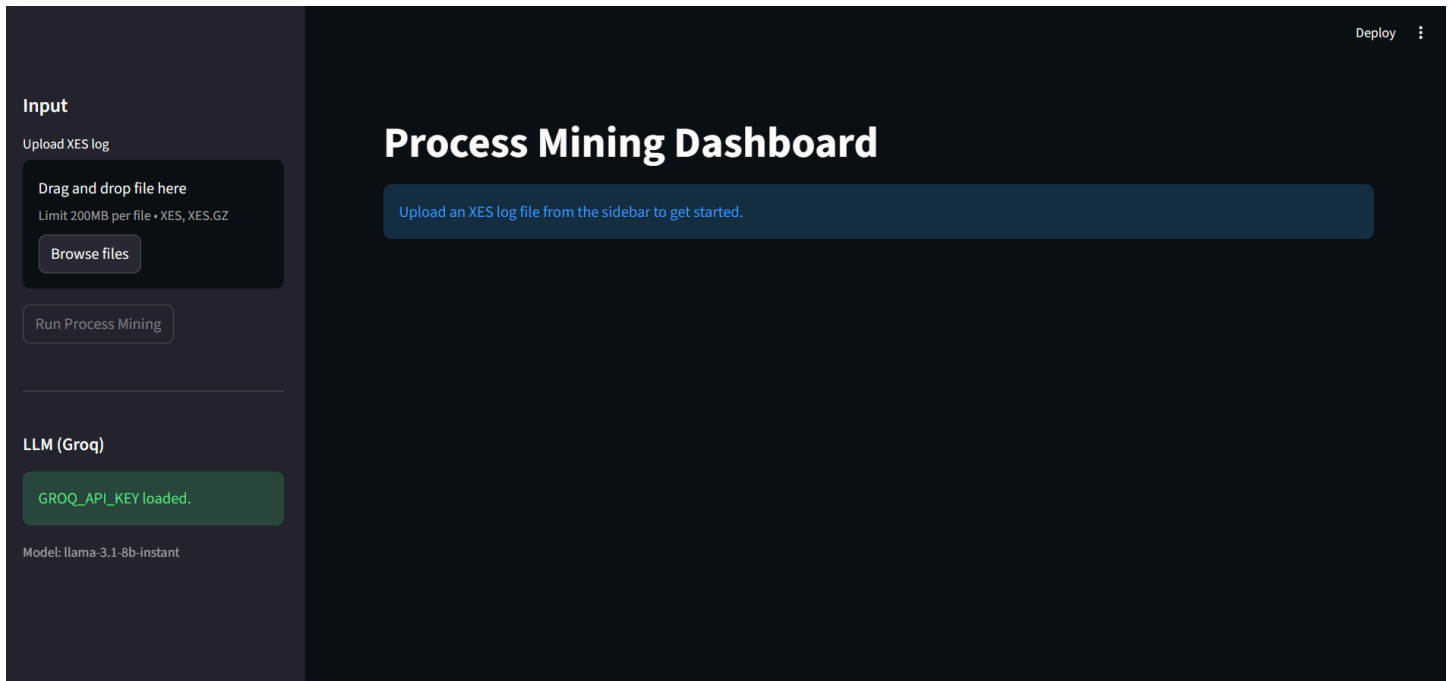 Deploy
Input
Upload XES log
Drag and drop file here
Limit 200MB per file • XES, XES.GZ
Browse files
Run Process Mining
LLM (Groq)
GROQ_API_KEY loaded.
Model: llama-3.1-8b-instant
Process Mining Dashboard
Upload an XES log file from the sidebar to get started.